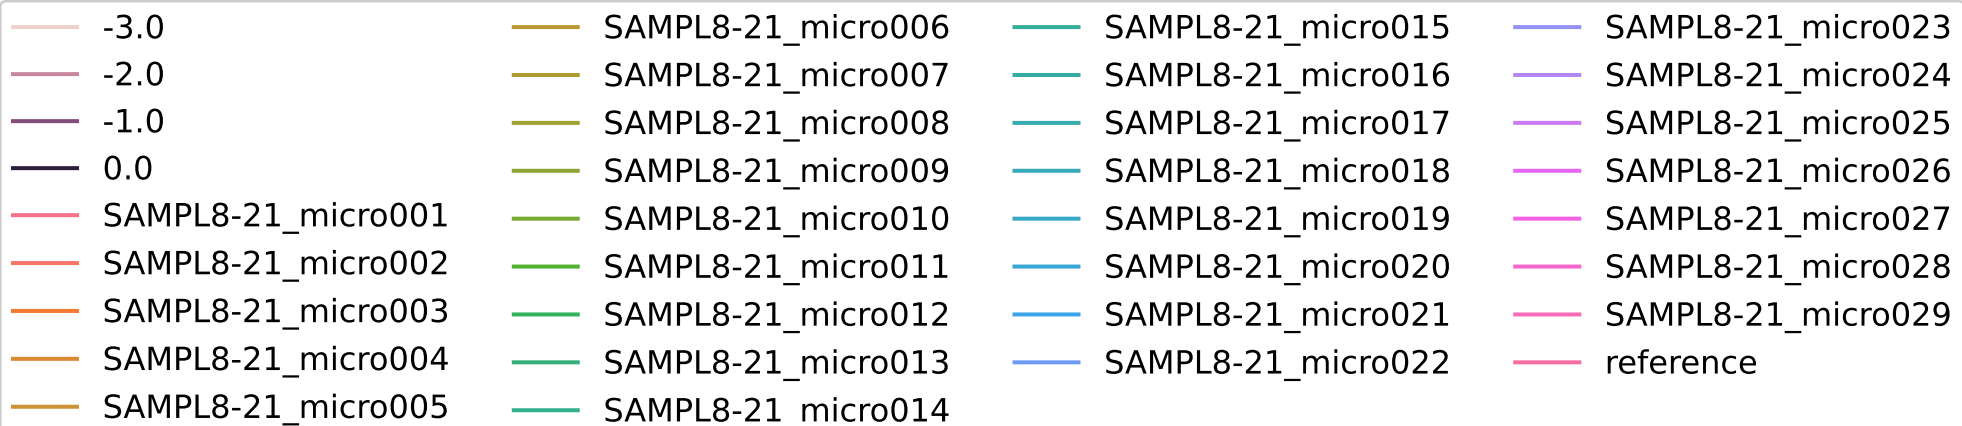 -3.0
-2.0
-1.0
0.0
SAMPL8-21_micro001
SAMPL8-21_micro002
SAMPL8-21_micro003
SAMPL8-21_micro004
SAMPL8-21_micro005
SAMPL8-21_micro006
SAMPL8-21_micro007
SAMPL8-21_micro008
SAMPL8-21_micro009
SAMPL8-21_micro010
SAMPL8-21_micro011
SAMPL8-21_micro012
SAMPL8-21_micro013
SAMPL8-21_micro014
SAMPL8-21_micro015
SAMPL8-21_micro016
SAMPL8-21_micro017
SAMPL8-21_micro018
SAMPL8-21_micro019
SAMPL8-21_micro020
SAMPL8-21_micro021
SAMPL8-21_micro022
SAMPL8-21_micro023
SAMPL8-21_micro024
SAMPL8-21_micro025
SAMPL8-21_micro026
SAMPL8-21_micro027
SAMPL8-21_micro028
SAMPL8-21_micro029
reference